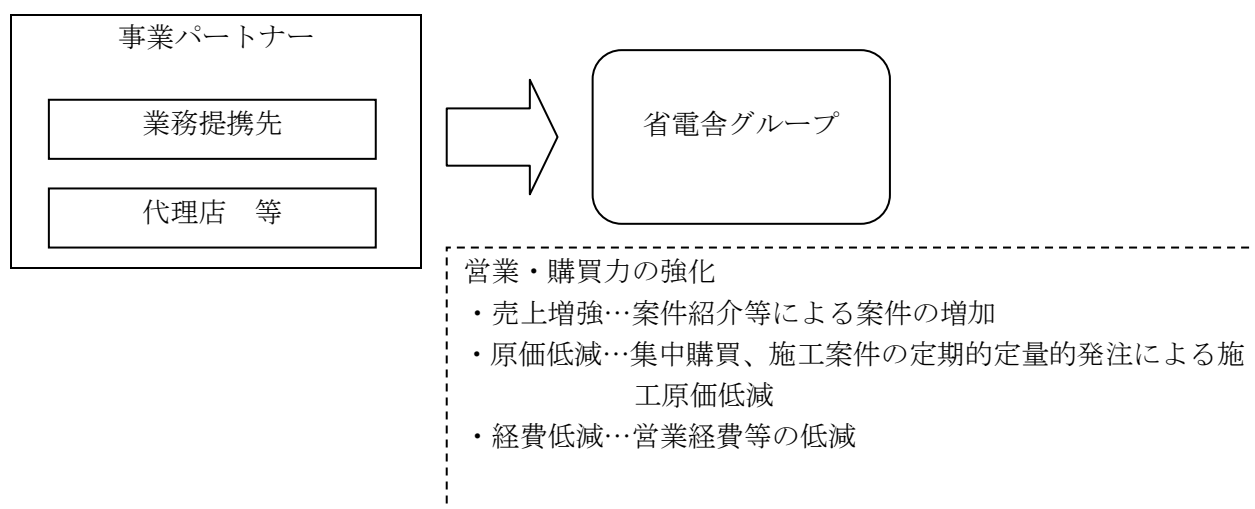 事業パートナー
業務提携先
代理店　等
省電舎グループ
営業・購買力の強化
・売上増強…案件紹介等による案件の増加
・原価低減…集中購買、施工案件の定期的定量的発注による施
工原価低減
・経費低減…営業経費等の低減